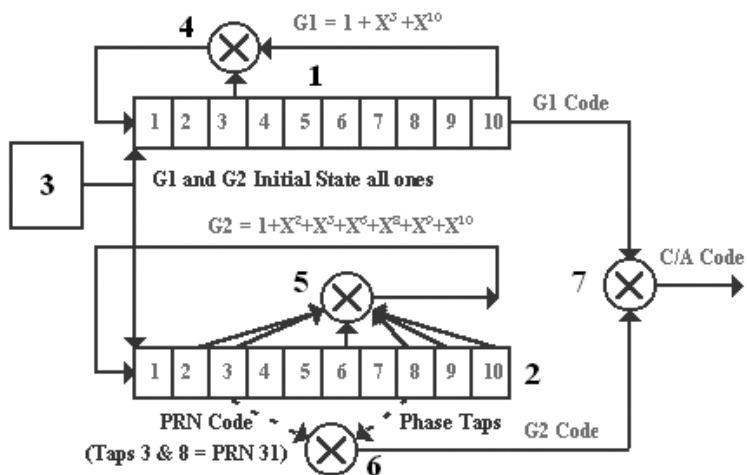 4
G1 = 1 + X³ + X¹⁰
1
1 2 3 4 5 6 7 8 9 10
G1 Code
3
G1 and G2 Initial State all ones
G2 = 1+X²+X³+X⁶+X⁸+X⁹+X¹⁰
5
7
C/A Code
1 2 3 4 5 6 7 8 9 10
2
PRN Code
Phase Taps
G2 Code
(Taps 3 & 8 = PRN 31)
6